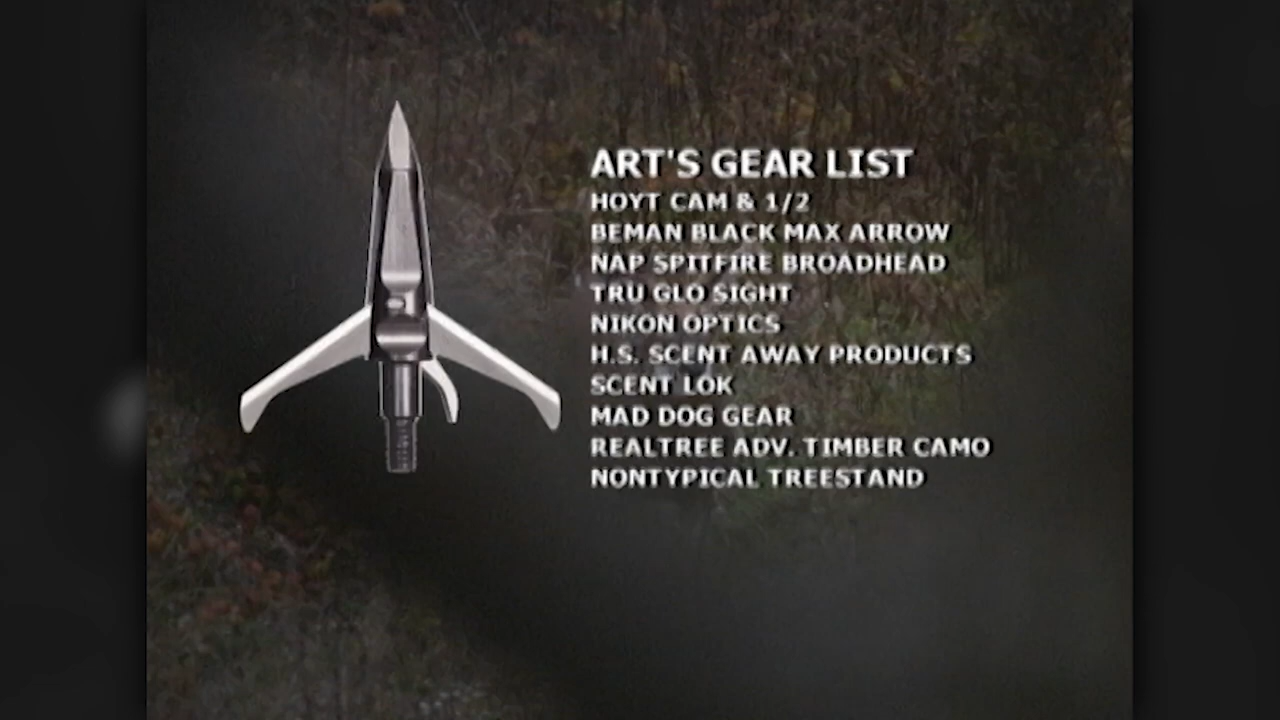 ART'S GEAR LIST
HOYT CAM & 1/2
BEMAN BLACK MAX ARROW
NAP SPITFIRE BROADHEAD
TRU GLO SIGHT
NIKON OPTICS
H.S. SCENT AWAY PRODUCTS
SCENT LOK
MAD DOG GEAR
REALTREE ADV. TIMBER CAMO
NONTYPICAL TREESTAND